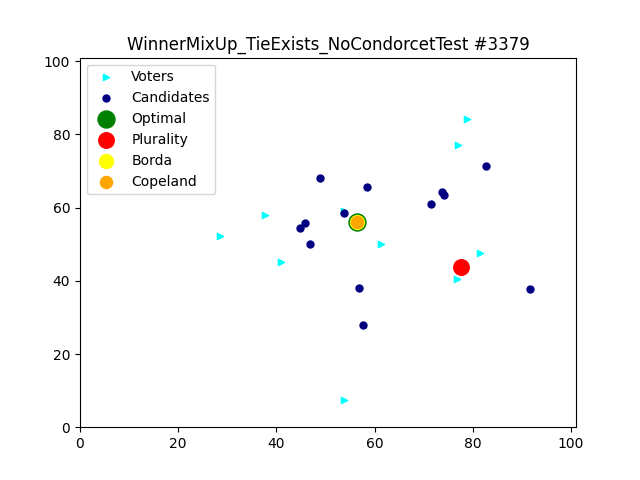 WinnerMixUp_TieExists_NoCondorcetTest #3379
Voters
Candidates
Optimal
Plurality
Borda
Copeland
100
80
60
40
20
0
0 20 40 60 80 100